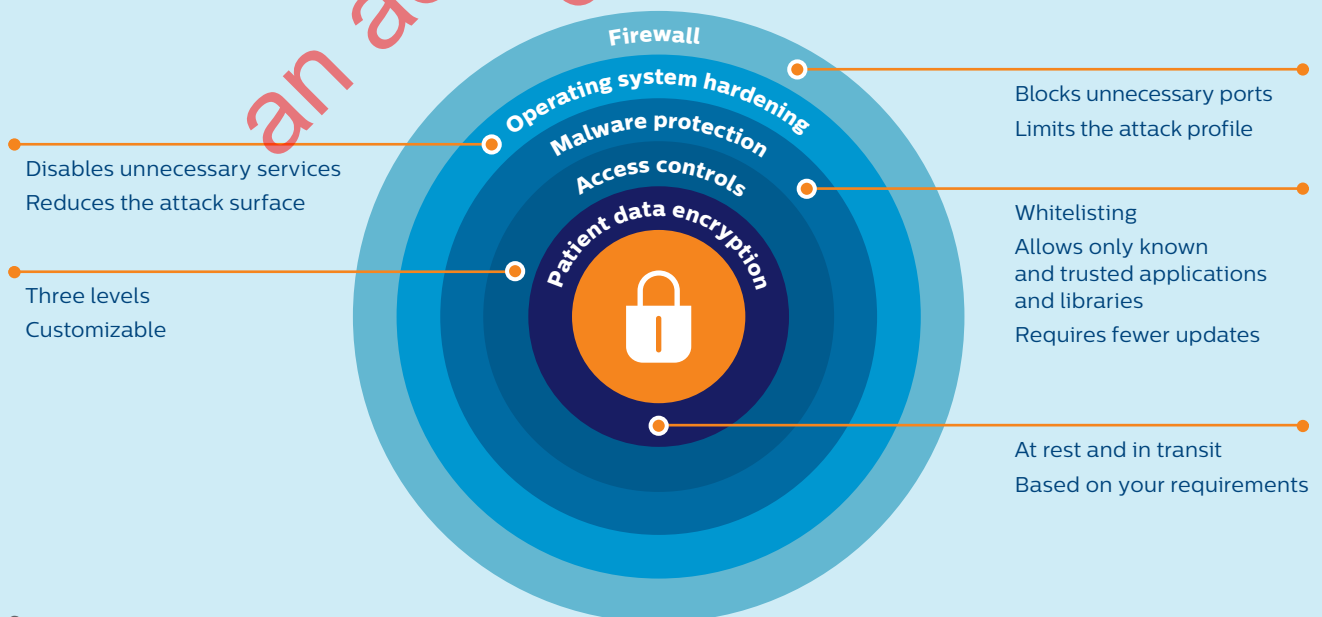 an
Firewall
Operating system hardening
Malware protection
Access controls
Patient data encryption
Blocks unnecessary ports
Limits the attack profile
Disables unnecessary services
Reduces the attack surface
Whitelisting
Allows only known
and trusted applications
and libraries
Requires fewer updates
Three levels
Customizable
At rest and in transit
Based on your requirements